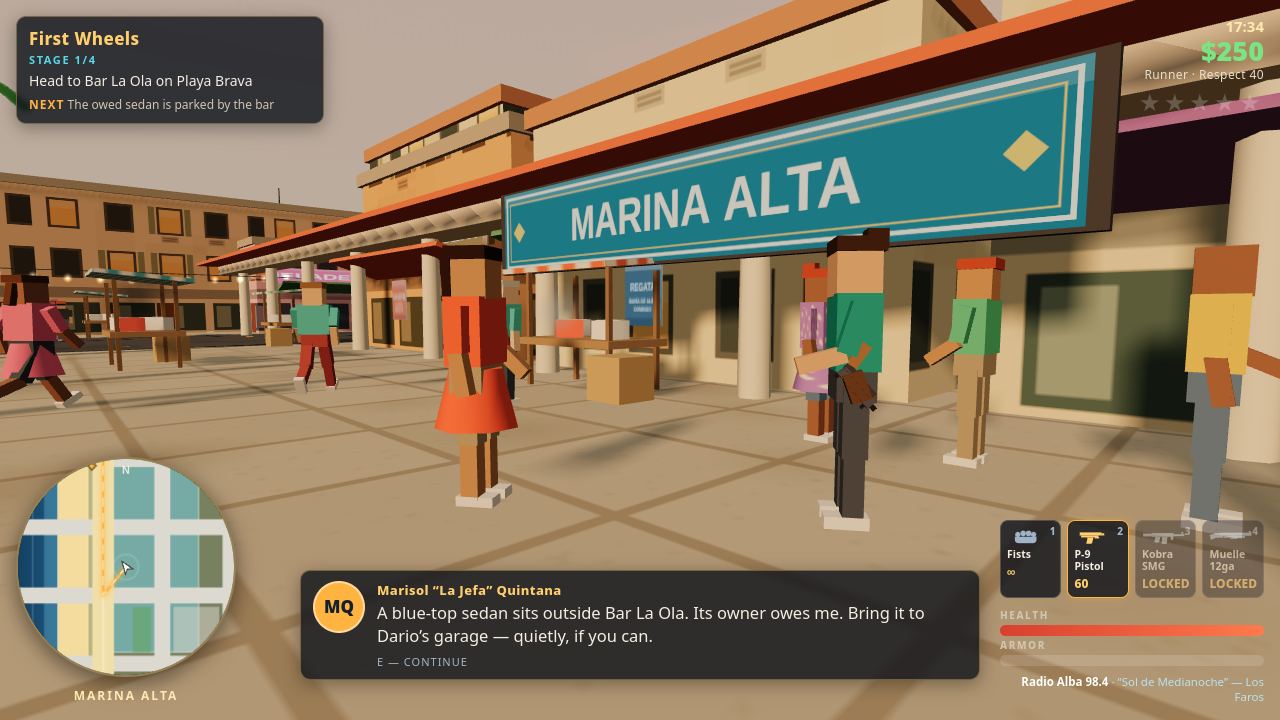 First Wheels
STAGE 1/4
Head to Bar La Ola on Playa Brava
NEXT The owed sedan is parked by the bar
17:34
$250
Runner · Respect 40
MARINA ALTA
REGATA
N
MARINA ALTA
MQ
Marisol “La Jefa” Quintana
A blue-top sedan sits outside Bar La Ola. Its owner owes me. Bring it to
Dario’s garage — quietly, if you can.
E — CONTINUE
1
Fists
∞
2
P-9
Pistol
60
3
Kobra
SMG
LOCKED
4
Muelle
12ga
LOCKED
HEALTH
ARMOR
Radio Alba 98.4 · “Sol de Medianoche” — Los
Faros